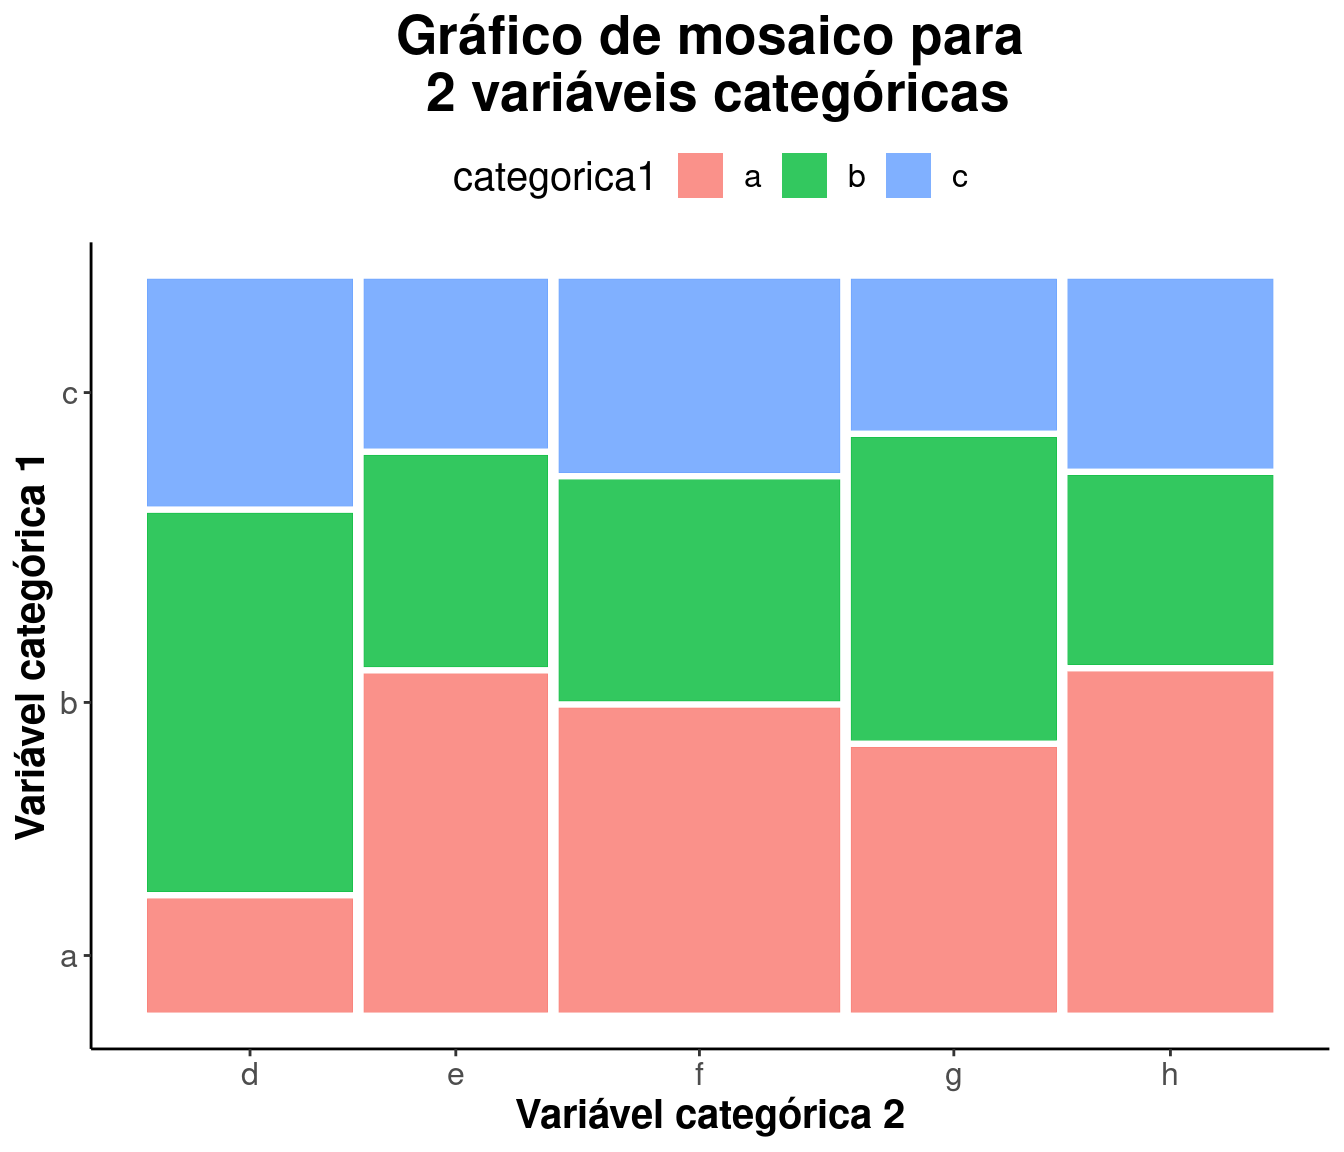 Gráfico de mosaico para
2 variáveis categóricas
categorica1 a b c
Variável categórica 1
c
b
a
d e f g h
Variável categórica 2